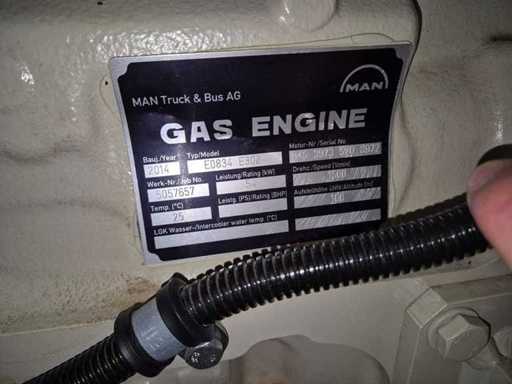 MAN
MAN Truck & Bus AG
GAS ENGINE
Bauj./Year Typ/Model Motor-Nr/Serial No
2014 E0834 E302
Werk-Nr./Job No Leistung/Rating (kW) Drehz./Speed (1/min)
5057657
Temp. (°C) Leistg. (PS)/Rating (BHP)
25
LGK Wasser-/Intercooler water temp. (°C)